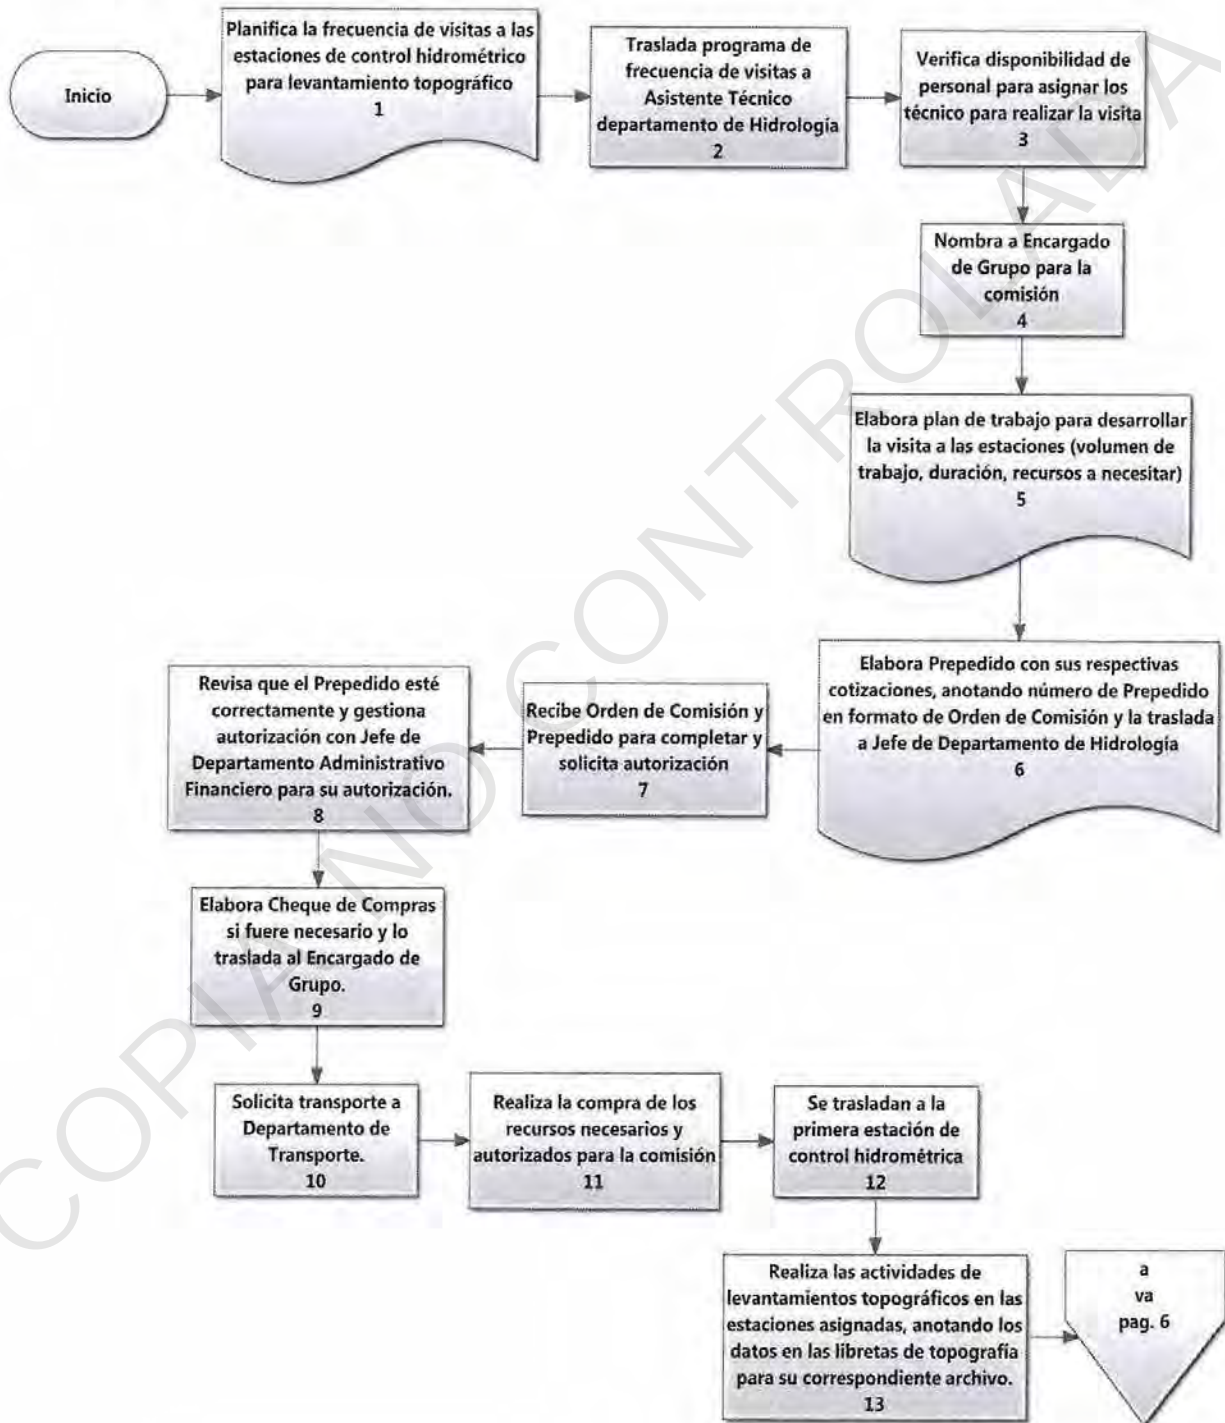 Inicio
Planifica la frecuencia de visitas a las
estaciones de control hidrométrico
para levantamiento topográfico
1
Traslada programa de
frecuencia de visitas a
Asistente Técnico
departamento de Hidrología
2
Verifica disponibilidad de
personal para asignar los
técnico para realizar la visita
3
Nombra a Encargado
de Grupo para la
comisión
4
Elabora plan de trabajo para desarrollar
la visita a las estaciones (volumen de
trabajo, duración, recursos a necesitar)
5
Elabora Prepedido con sus respectivas
cotizaciones, anotando número de Prepedido
en formato de Orden de Comisión y la traslada
a Jefe de Departamento de Hidrología
6
Recibe Orden de Comisión y
Prepedido para completar y
solicita autorización
7
Revisa que el Prepedido esté
correctamente y gestiona
autorización con Jefe de
Departamento Administrativo
Financiero para su autorización.
8
Elabora Cheque de Compras
si fuere necesario y lo
traslada al Encargado de
Grupo.
9
Solicita transporte a
Departamento de
Transporte.
10
Realiza la compra de los
recursos necesarios y
autorizados para la comisión
11
Se trasladan a la
primera estación de
control hidrométrica
12
Realiza las actividades de
levantamientos topográficos en las
estaciones asignadas, anotando los
datos en las libretas de topografía
para su correspondiente archivo.
13
a
va
pag. 6
COPIA NO CONTROLADA